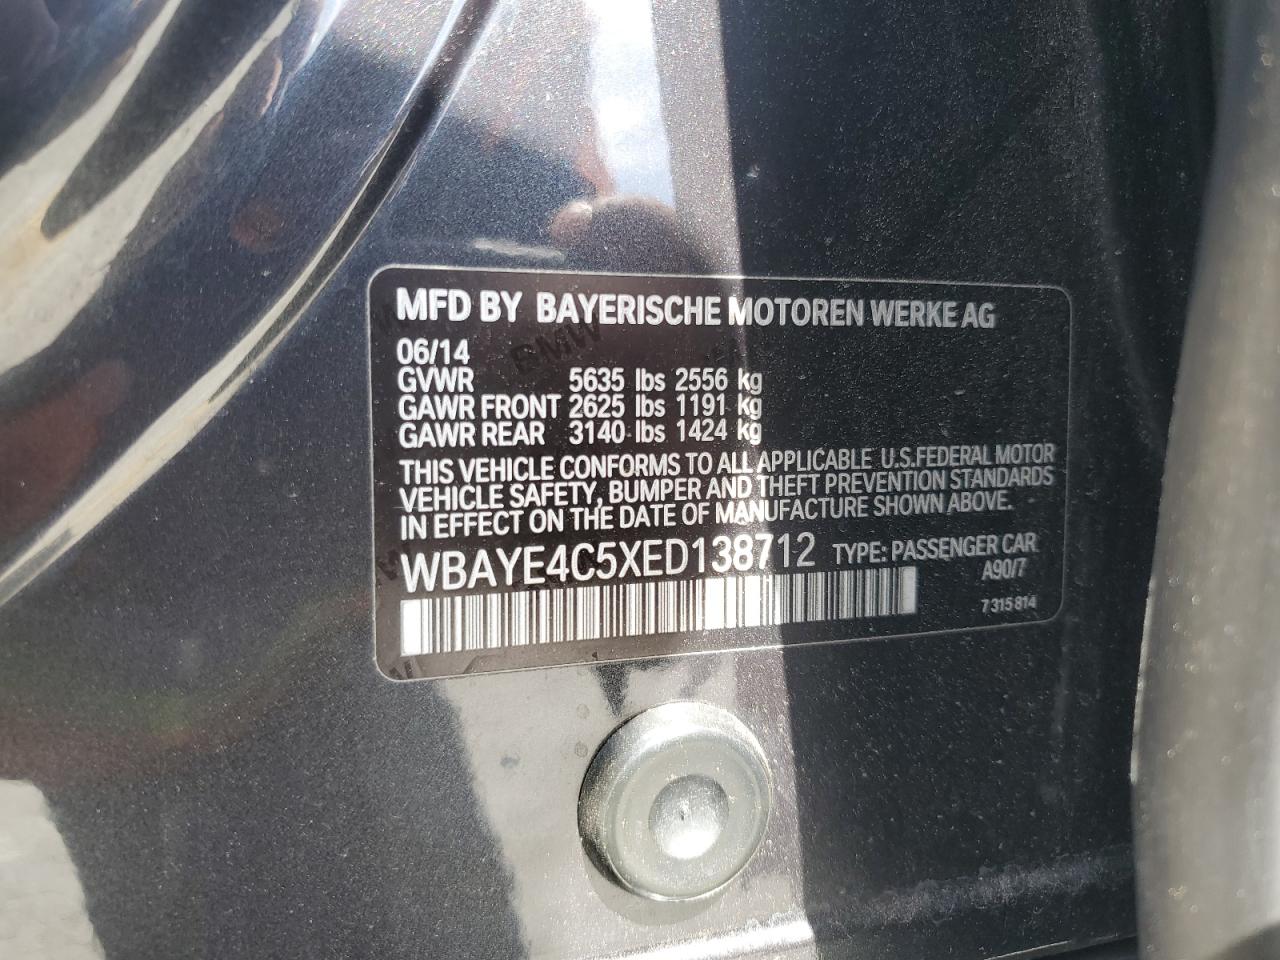 MFD BY BAYERISCHE MOTOREN WERKE AG
06/14
GVWR 5635 lbs 2556 kg
GAWR FRONT 2625 lbs 1191 kg
GAWR REAR 3140 lbs 1424 kg
THIS VEHICLE CONFORMS TO ALL APPLICABLE U.S.FEDERAL MOTOR
VEHICLE SAFETY, BUMPER AND THEFT PREVENTION STANDARDS
IN EFFECT ON THE DATE OF MANUFACTURE SHOWN ABOVE.
WBAYE4C5XED138712 TYPE: PASSENGER CAR
A90/7
7 315 814
BMW